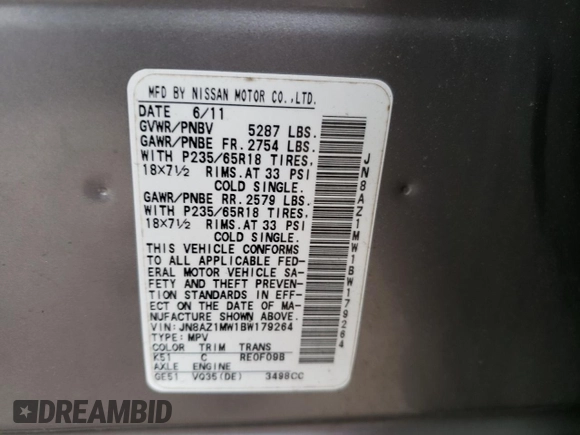 MFD BY NISSAN MOTOR CO.,LTD.
DATE 6/11
GVWR/PNBV 5287 LBS.
GAWR/PNBE FR. 2754 LBS.
WITH P235/65R18 TIRES,
18X7½ RIMS.AT 33 PSI
COLD SINGLE.
GAWR/PNBE RR. 2579 LBS.
WITH P235/65R18 TIRES,
18X7½ RIMS.AT 33 PSI
COLD SINGLE.
THIS VEHICLE CONFORMS
TO ALL APPLICABLE FED-
ERAL MOTOR VEHICLE SA-
FETY AND THEFT PREVEN-
TION STANDARDS IN EFF-
ECT ON THE DATE OF MA-
NUFACTURE SHOWN ABOVE.
VIN: JN8AZ1MW1BW179264
TYPE: MPV
COLOR TRIM TRANS
K51 C RE0F09B
AXLE ENGINE
GE51 VQ35(DE) 3498CC
JN8AZ1MW1BW179264
DREAMBID